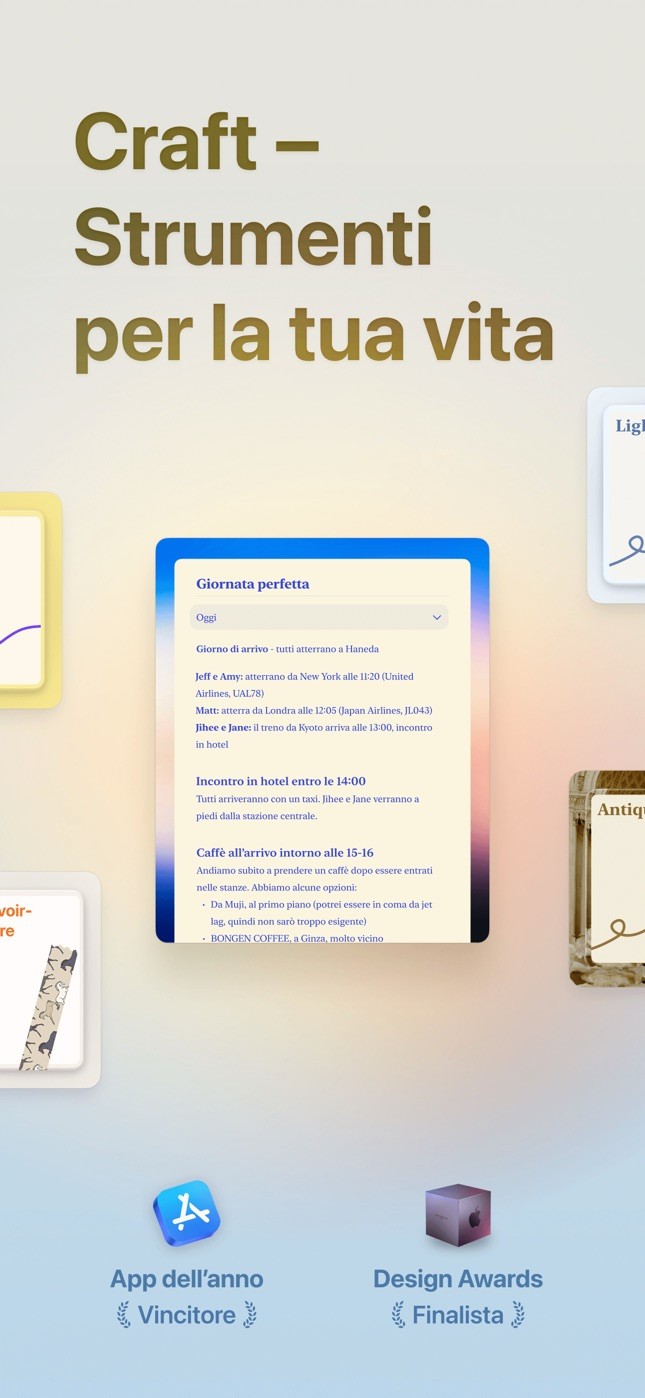 Craft –
Strumenti
per la tua vita
Giornata perfetta
Oggi
Giorno di arrivo - tutti atterrano a Haneda
Jeff e Amy: atterrano da New York alle 11:20 (United
Airlines, UAL78)
Matt: atterra da Londra alle 12:05 (Japan Airlines, JL043)
Jihee e Jane: il treno da Kyoto arriva alle 13:00, incontro
in hotel
Incontro in hotel entro le 14:00
Tutti arriveranno con un taxi. Jihee e Jane verranno a
piedi dalla stazione centrale.
Caffè all'arrivo intorno alle 15-16
Andiamo subito a prendere un caffè dopo essere entrati
nelle stanze. Abbiamo alcune opzioni:
• Da Muji, al primo piano (potrei essere in coma da jet
lag, quindi non sarò troppo esigente)
• BONGEN COFFEE, a Ginza, molto vicino
App dell'anno
Vincitore
Design Awards
Finalista